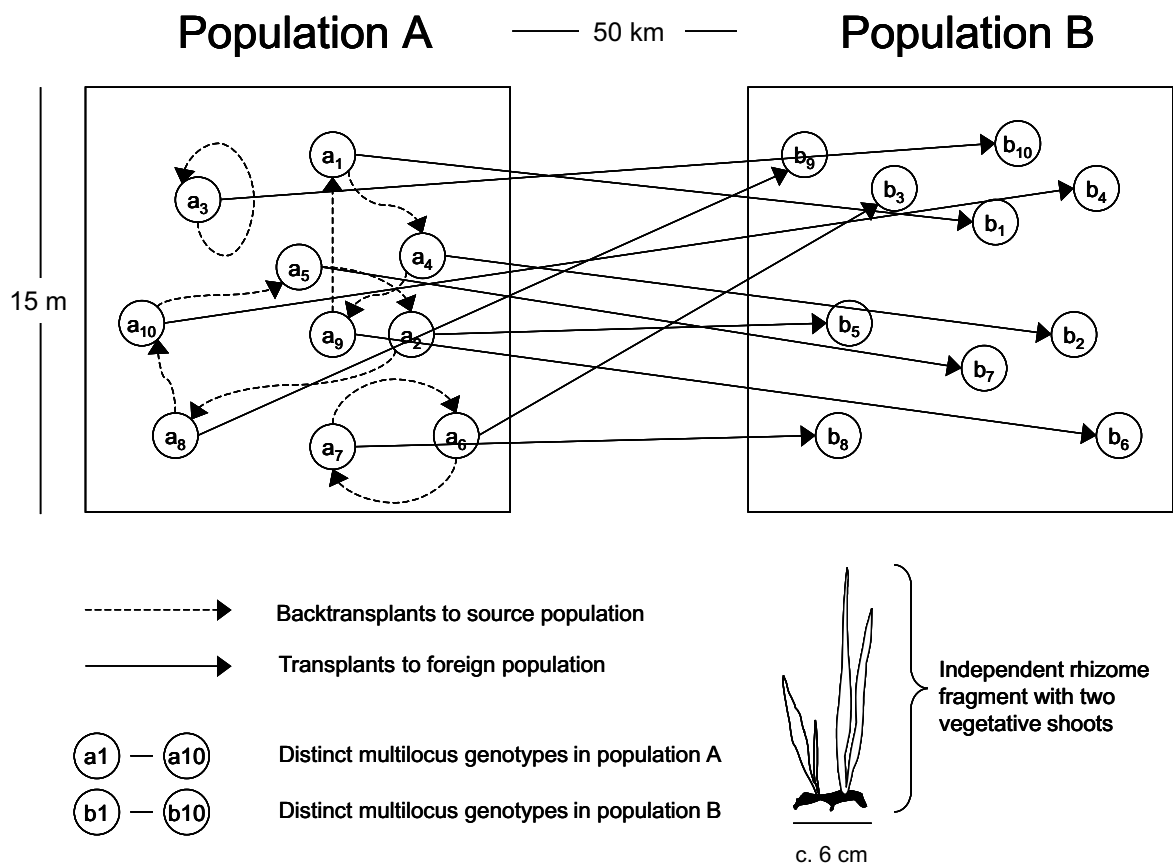 Population A
50 km
Population B
15 m
a1
b9
b10
a3
b3
b4
b1
a5
a4
a10
a9
a2
b5
b2
b7
a8
a7
a6
b8
b6
Backtransplants to source population
Transplants to foreign population
a1 — a10 Distinct multilocus genotypes in population A
b1 — b10 Distinct multilocus genotypes in population B
Independent rhizome
fragment with two
vegetative shoots
c. 6 cm